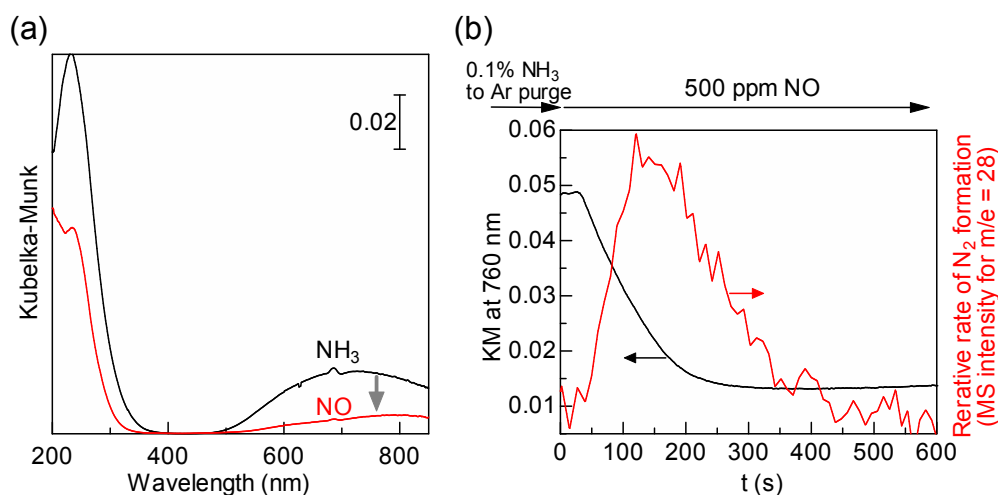 (a)
0.02
Kubelka-Munk
NH3
NO
200 400 600 800
Wavelength (nm)
(b)
0.1% NH3
to Ar purge
500 ppm NO
0.06
0.05
0.04
0.03
0.02
0.01
KM at 760 nm
0 100 200 300 400 500 600
t (s)
Rerative rate of N2 formation
(MS intensity for m/e = 28)